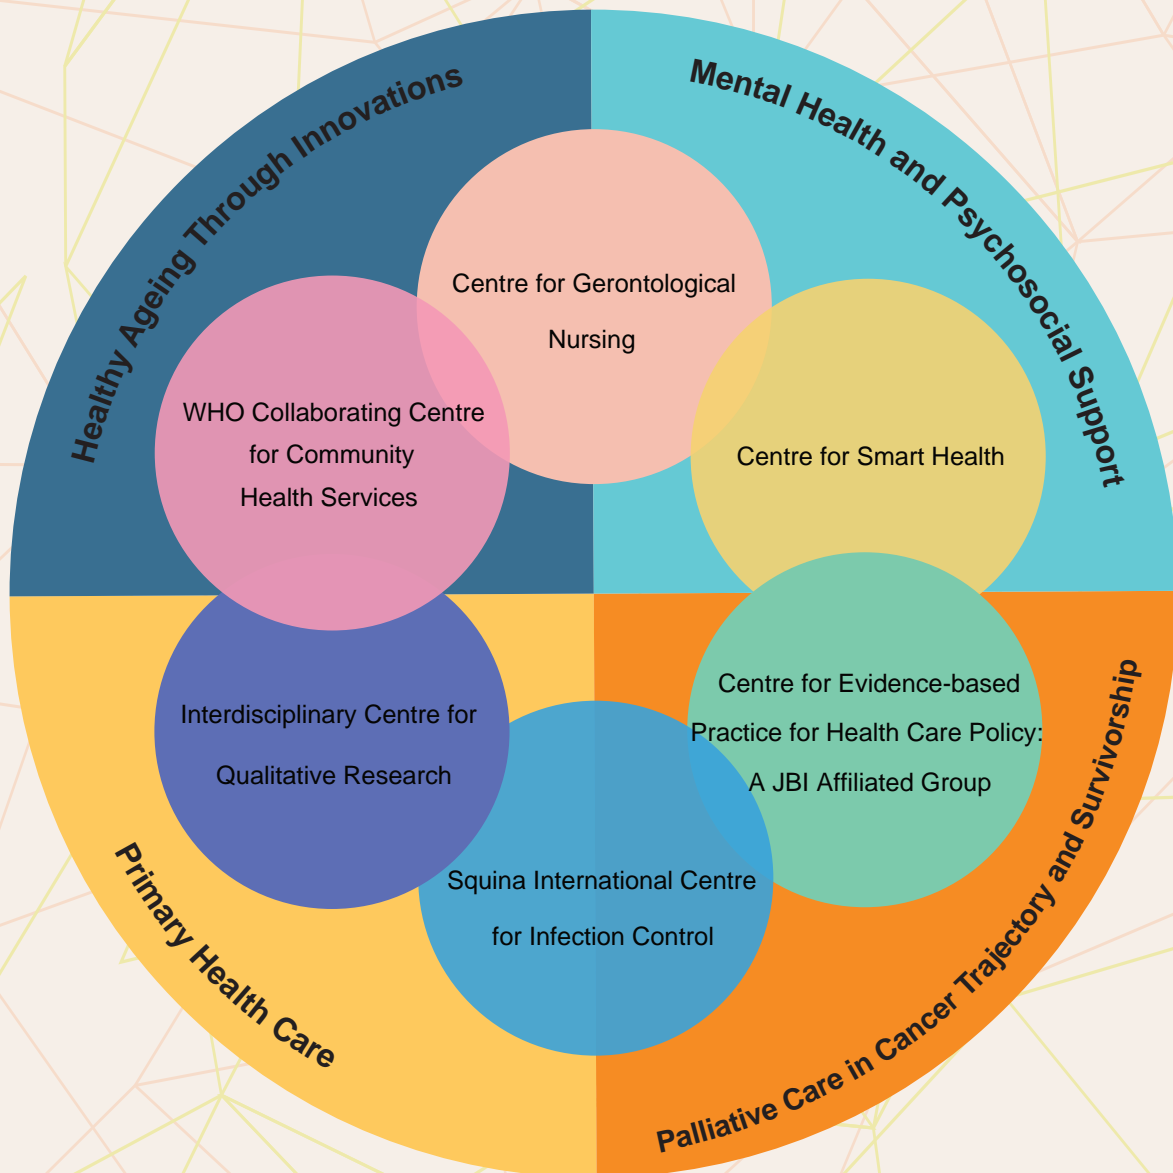 Healthy Ageing Through Innovations
Mental Health and Psychosocial Support
Centre for Gerontological
Nursing
WHO Collaborating Centre
for Community
Health Services
Centre for Smart Health
Interdisciplinary Centre for
Qualitative Research
Centre for Evidence-based
Practice for Health Care Policy:
A JBI Affiliated Group
Squina International Centre
for Infection Control
Primary Health Care
Palliative Care in Cancer Trajectory and Survivorship